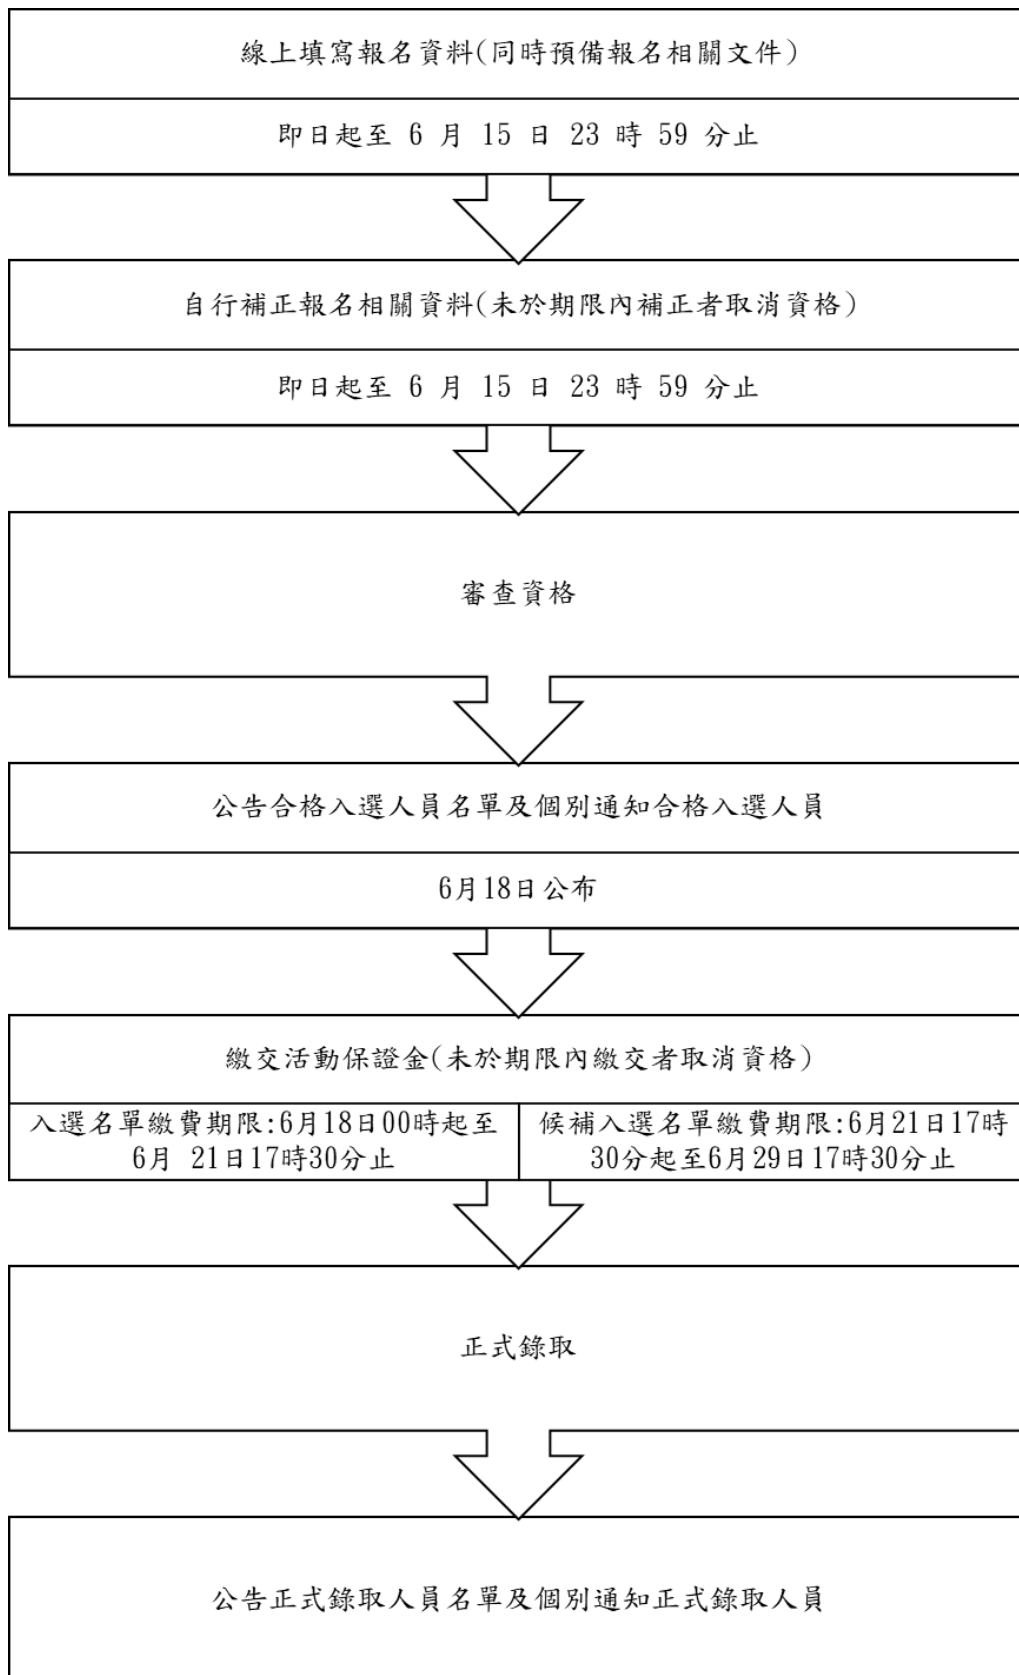 線上填寫報名資料(同時預備報名相關文件)
即日起至 6 月 15 日 23 時 59 分止
自行補正報名相關資料(未於期限內補正者取消資格)
即日起至 6 月 15 日 23 時 59 分止
審查資格
公告合格入選人員名單及個別通知合格入選人員
6月18日公布
繳交活動保證金(未於期限內繳交者取消資格)
入選名單繳費期限:6月18日00時起至
6月 21日17時30分止
候補入選名單繳費期限:6月21日17時
30分起至6月29日17時30分止
正式錄取
公告正式錄取人員名單及個別通知正式錄取人員